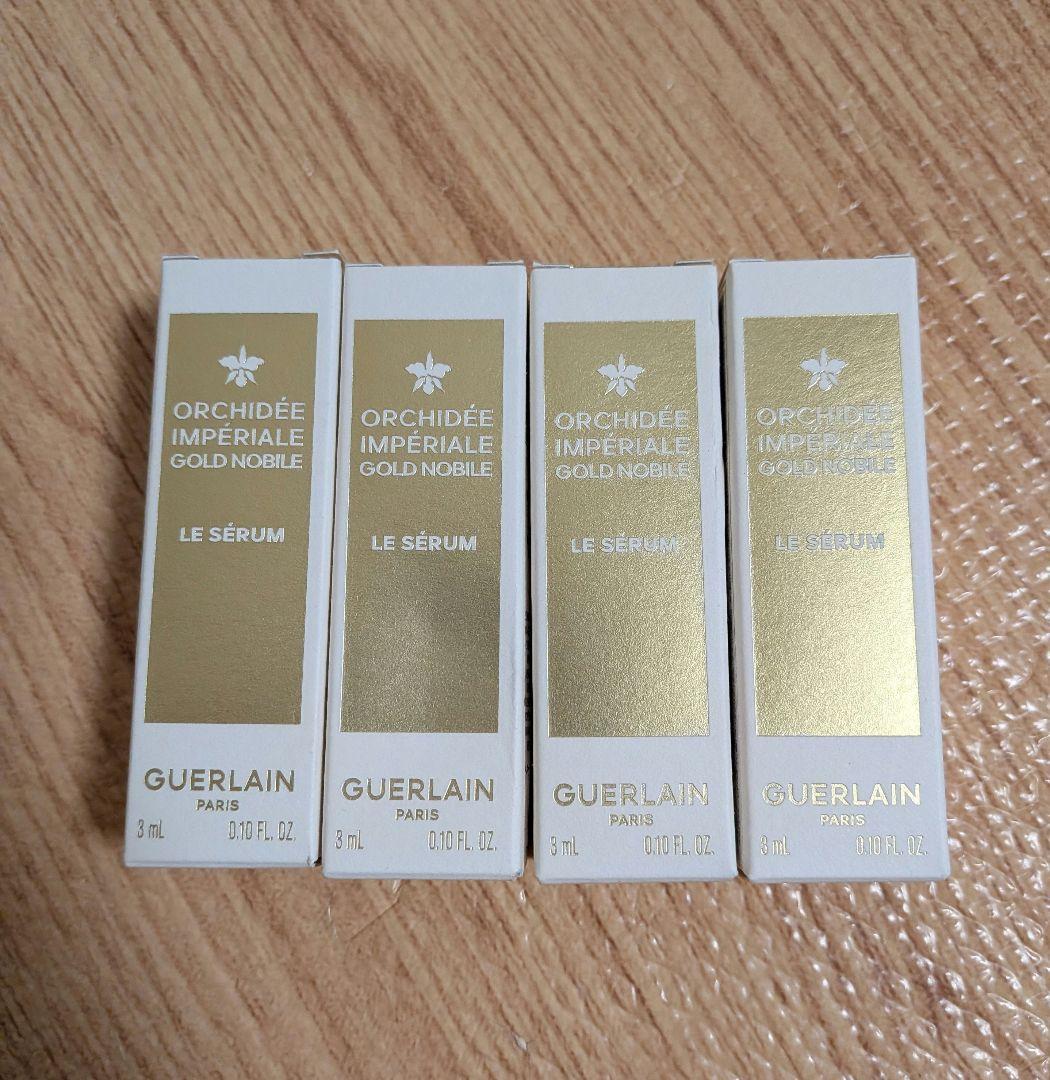 ORCHIDÉE
IMPÉRIALE
GOLD NOBILE
LE SÉRUM
GUERLAIN
PARIS
3 mL 0.10 FL. OZ.
ORCHIDÉE
IMPÉRIALE
GOLD NOBILE
LE SÉRUM
GUERLAIN
PARIS
3 mL 0.10 FL. OZ.
ORCHIDÉE
IMPÉRIALE
GOLD NOBILE
LE SÉRUM
GUERLAIN
PARIS
3 mL 0.10 FL. OZ.
ORCHIDÉE
IMPÉRIALE
GOLD NOBILE
LE SÉRUM
GUERLAIN
PARIS
3 mL 0.10 FL. OZ.